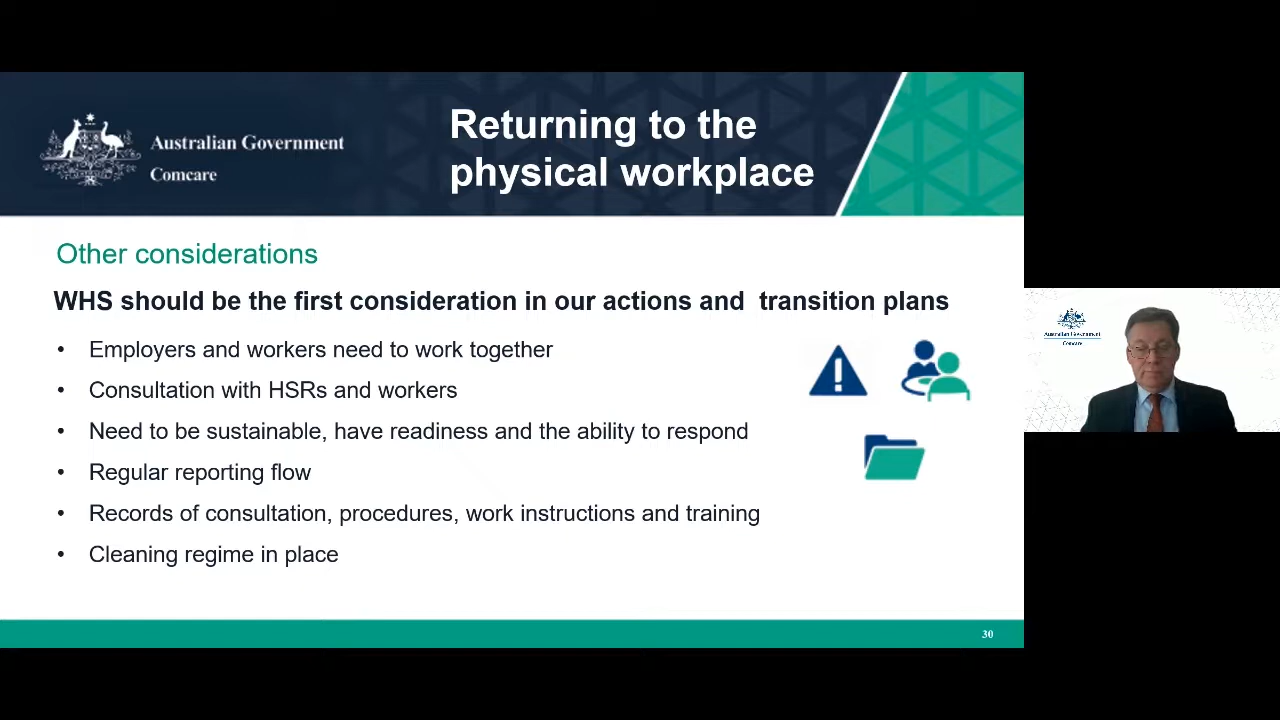 Australian Government
Comcare
Returning to the
physical workplace
Other considerations
WHS should be the first consideration in our actions and transition plans
• Employers and workers need to work together
• Consultation with HSRs and workers
• Need to be sustainable, have readiness and the ability to respond
• Regular reporting flow
• Records of consultation, procedures, work instructions and training
• Cleaning regime in place
30
Australian Government
Comcare